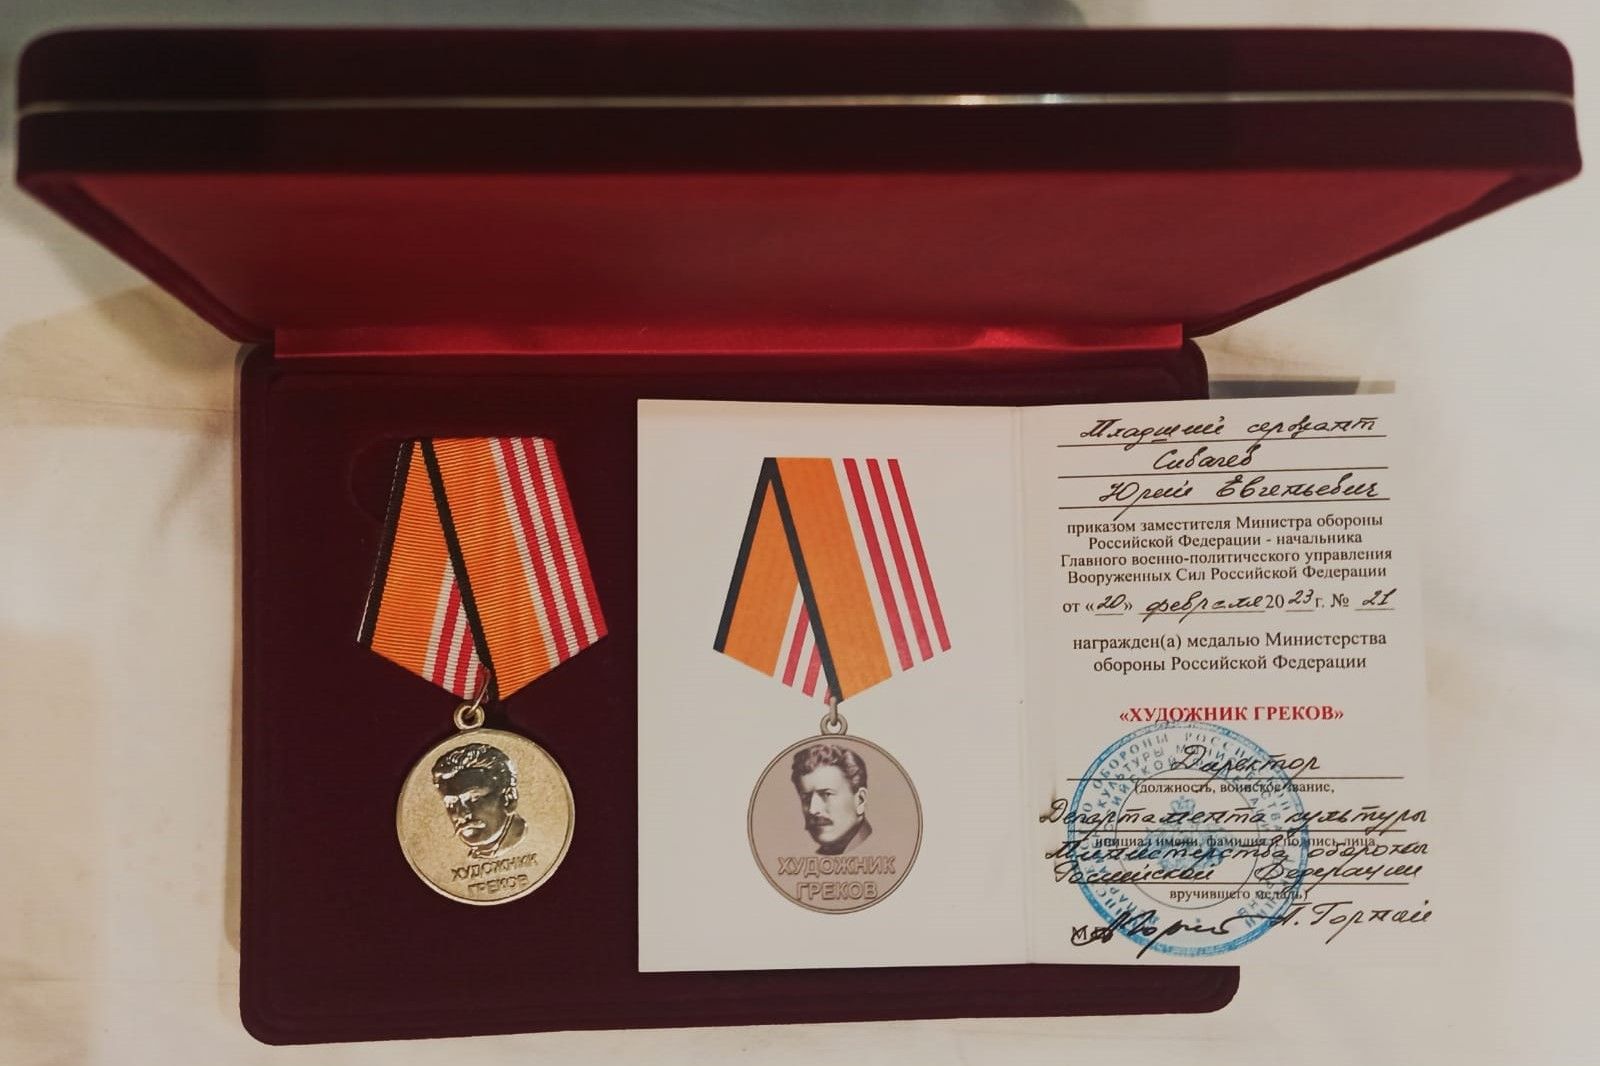 ХУДОЖНИК
ГРЕКОВ
ХУДОЖНИК
ГРЕКОВ
Младший сержант
Сивачев
Юрий Евгеньевич
приказом заместителя Министра обороны
Российской Федерации - начальника
Главного военно-политического управления
Вооруженных Сил Российской Федерации
от «20» февраля 2023 г. № 21
награжден(а) медалью Министерства
обороны Российской Федерации
«ХУДОЖНИК ГРЕКОВ»
Директор
(должность, воинское звание,
Департамента культуры
инициал имени, фамилия, подпись лица,
Министерства обороны
Российской Федерации
вручившего медаль)